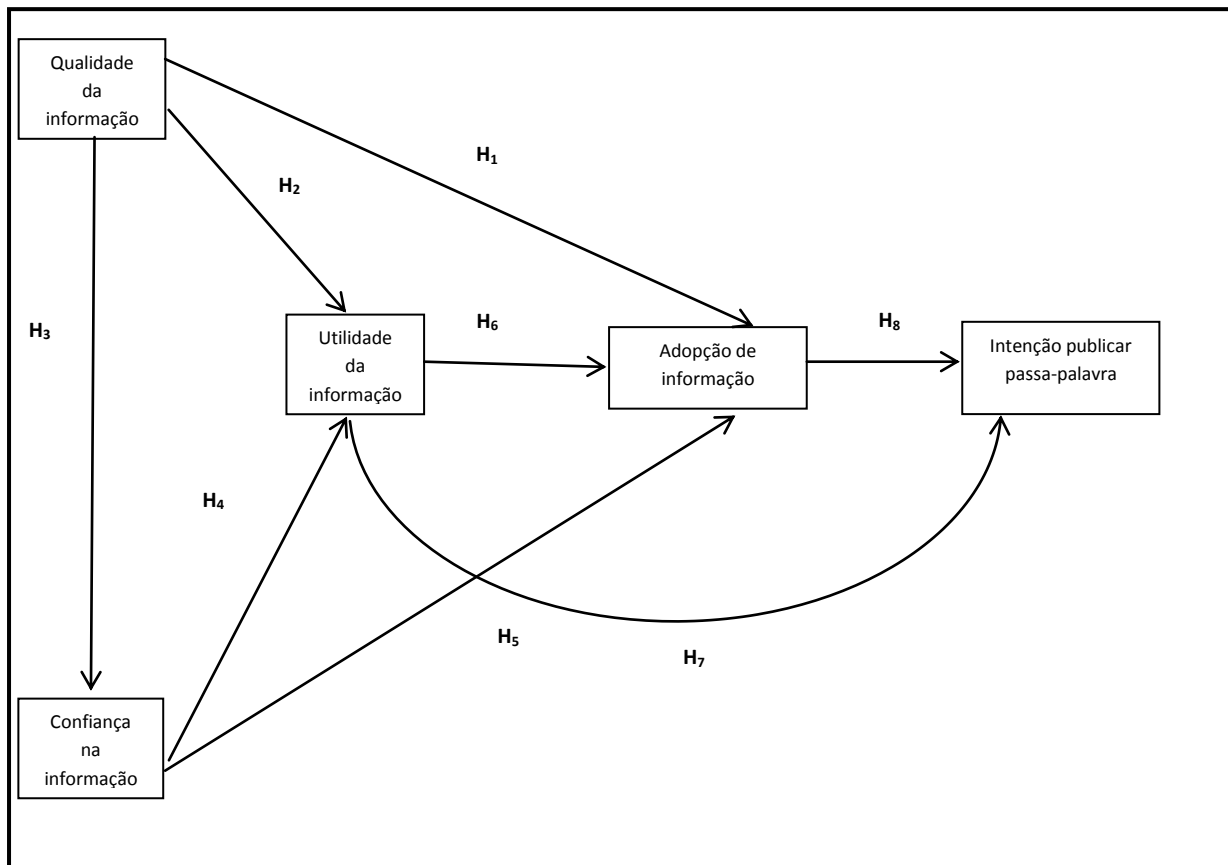 Qualidade
da
informação
H₁
H₂
H₃
Utilidade
da
informação
H₆
Adopção de
informação
H₈
Intenção publicar
passa-palavra
H₄
H₅
H₇
Confiança
na
informação